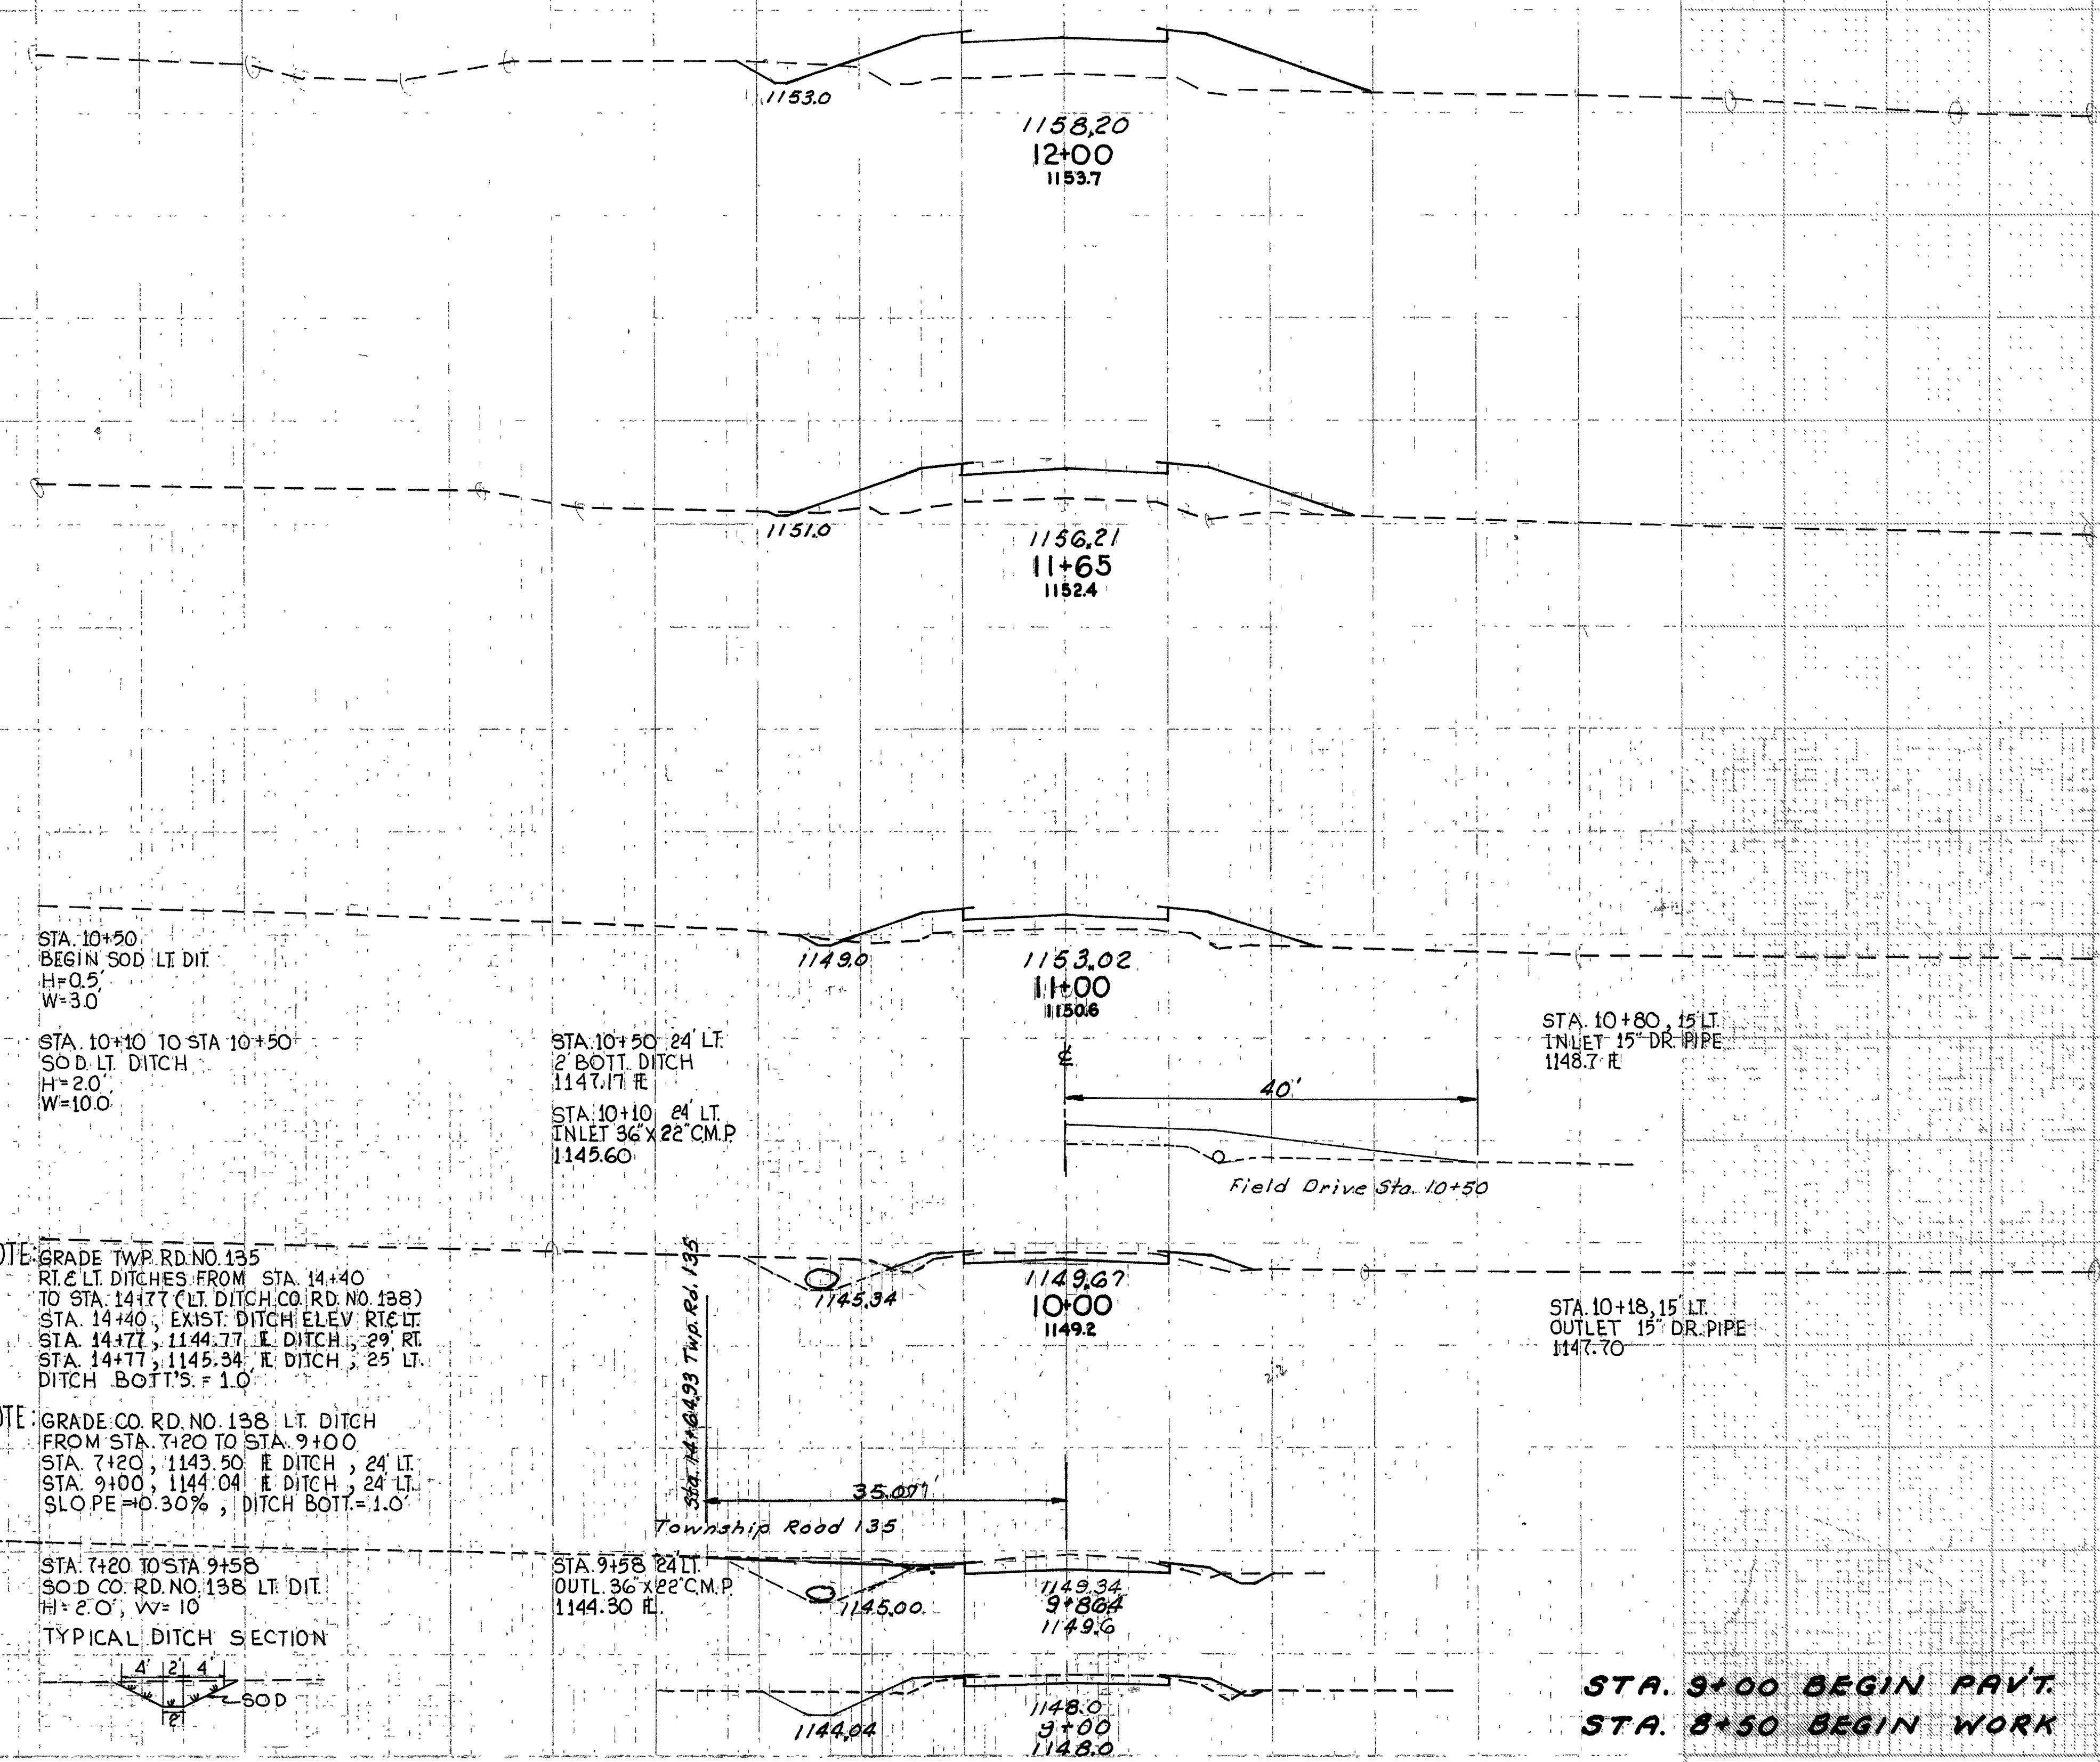 1153.0
1158.20
12+00
1153.7
1151.0
1156.21
11+65
1152.4
1149.0
1153.02
11+00
1150.6
STA. 10+50
BEGIN SOD LT. DIT.
H=0.5'
W=3.0'
STA. 10+10 TO STA 10+50
SOD LT. DITCH
H=2.0'
W=10.0'
STA. 10+50 24' LT.
2' BOTT. DITCH
1147.17 ℄
STA. 10+10 24' LT.
INLET 36"X22" C.M.P.
1145.60
STA. 10+80, 15' LT.
INLET 15" DR. PIPE
1148.7 ℄
℄
40'
Field Drive Sta. 10+50
OTE: GRADE TWP. RD. NO. 135
RT. & LT. DITCHES FROM STA. 14+40
TO STA. 14+77 (LT. DITCH CO. RD. NO. 138)
STA. 14+40, EXIST. DITCH ELEV RT. & LT.
STA. 14+77, 1144.77 ℄ DITCH, 29' RT.
STA. 14+77, 1145.34 ℄ DITCH, 25' LT.
DITCH BOTT'S. = 1.0'
1145.34
1149.67
10+00
1149.2
STA. 10+18, 15' LT.
OUTLET 15" DR. PIPE
1147.70
OTE: GRADE CO. RD. NO. 138 LT. DITCH
FROM STA. 7+20 TO STA. 9+00
STA. 7+20, 1143.50 ℄ DITCH, 24' LT.
STA. 9+00, 1144.04 ℄ DITCH, 24' LT.
SLOPE = 0.30%, DITCH BOTT. = 1.0'
Sta. 14+64.93 Twp. Rd. 135
35.07'
Township Road 135
STA. 7+20 TO STA 9+58
SOD CO. RD. NO. 138 LT. DIT.
H=2.0', W=10'
STA. 9+58 24' LT.
OUTL. 36"X22" C.M.P.
1144.30 ℄
1145.00
1149.34
9+86.4
1149.6
TYPICAL DITCH SECTION
4' 2' 4'
SOD
2'
1144.04
1148.0
9+00
1148.0
STA. 9+00 BEGIN PAV'T.
STA. 8+50 BEGIN WORK